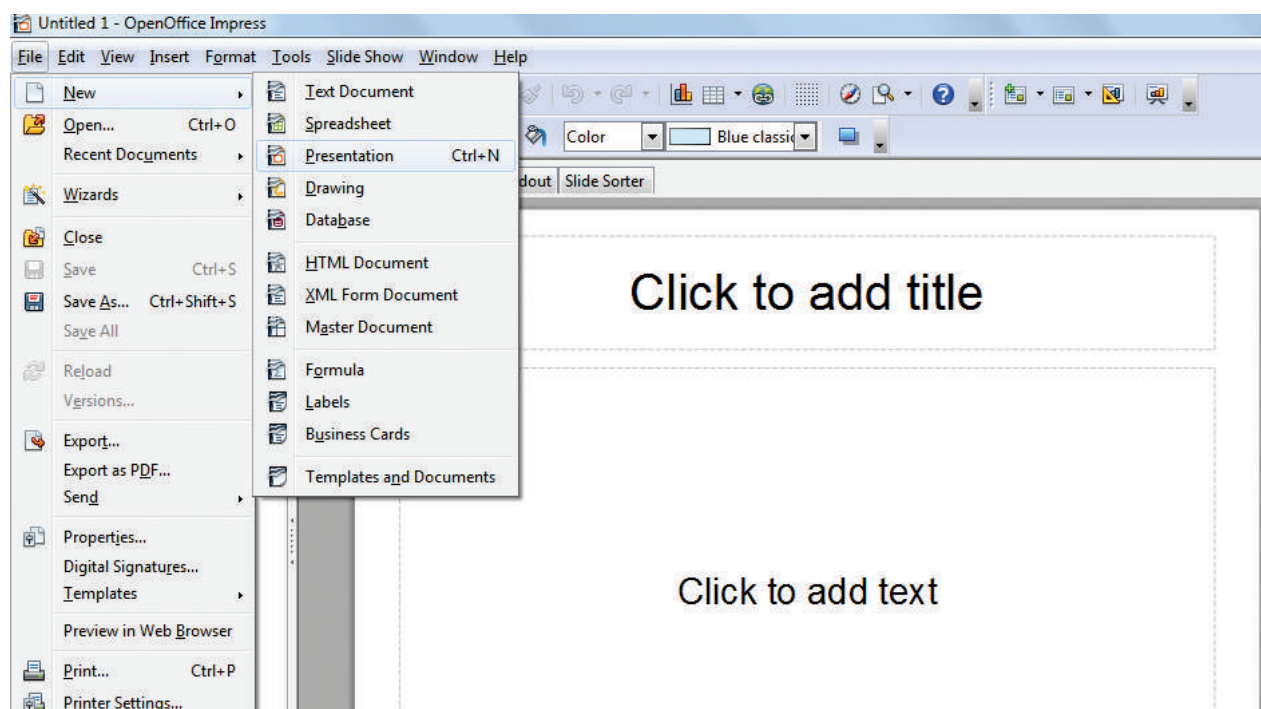 Untitled 1 - OpenOffice Impress
File Edit View Insert Format Tools Slide Show Window Help
New
Open... Ctrl+O
Recent Documents
Wizards
Close
Save Ctrl+S
Save As... Ctrl+Shift+S
Save All
Reload
Versions...
Export...
Export as PDF...
Send
Properties...
Digital Signatures...
Templates
Preview in Web Browser
Print... Ctrl+P
Printer Settings...
Text Document
Spreadsheet
Presentation Ctrl+N
Drawing
Database
HTML Document
XML Form Document
Master Document
Formula
Labels
Business Cards
Templates and Documents
Color Blue classic
dout Slide Sorter
Click to add title
Click to add text